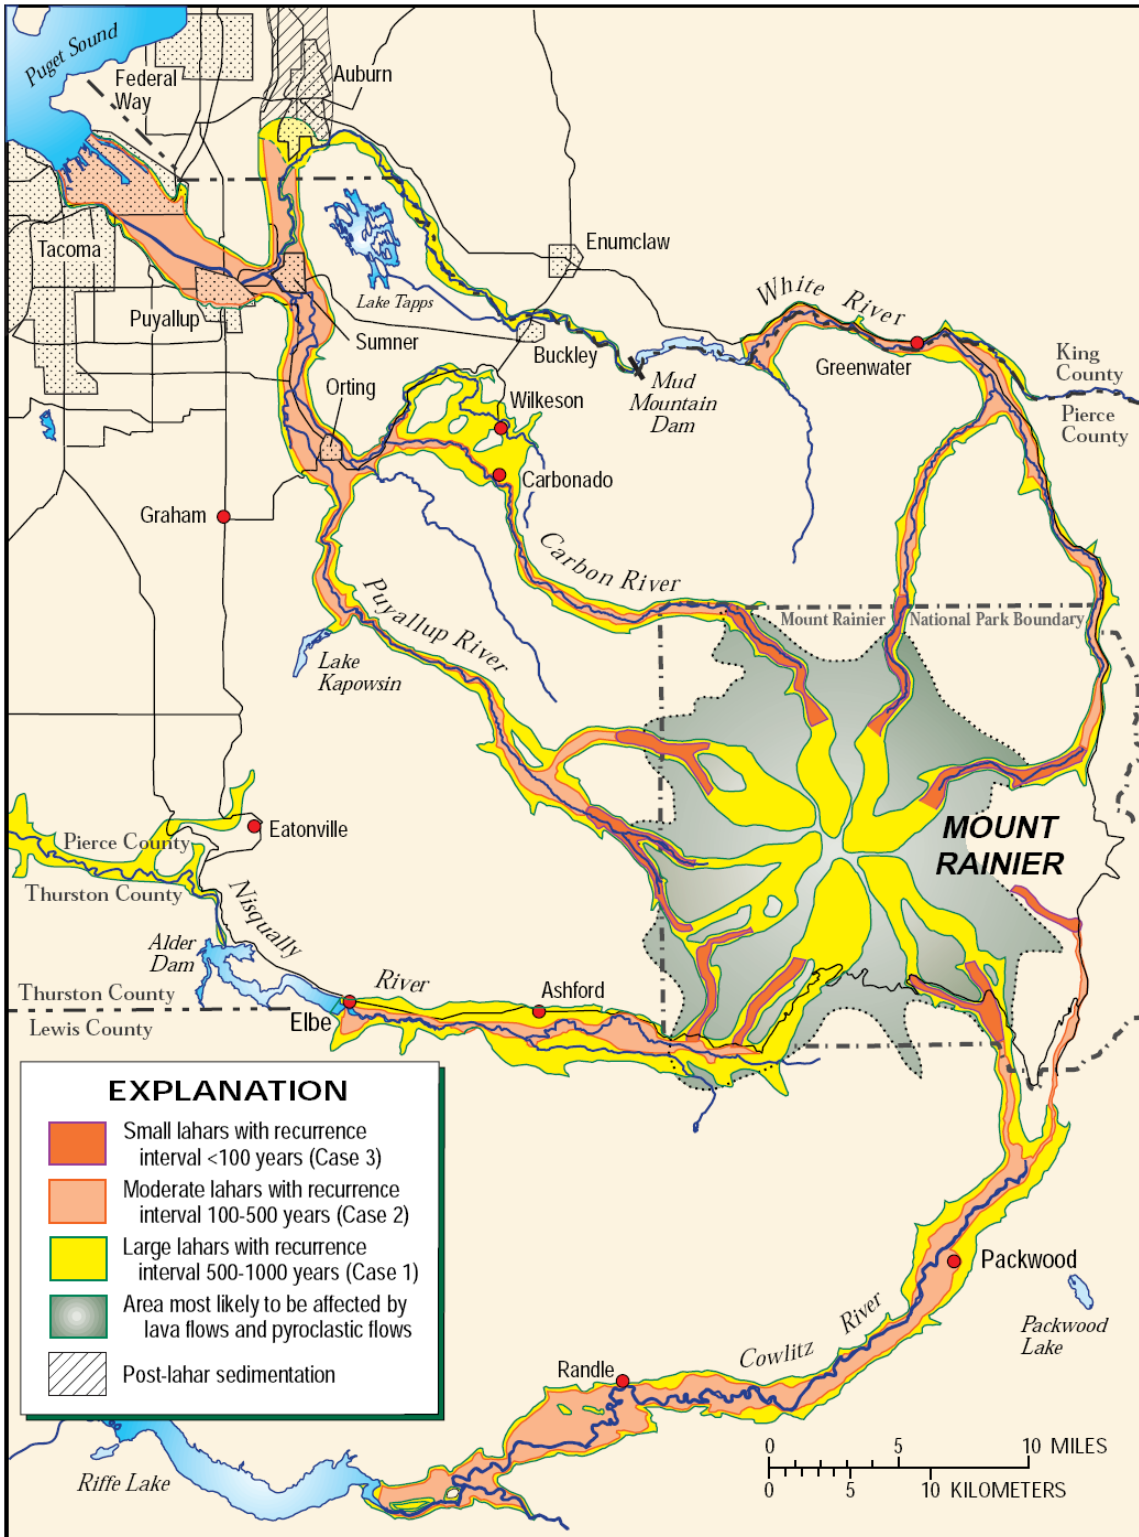 Puget Sound
Federal
Way
Auburn
Tacoma
Enumclaw
Lake Tapps
White River
Puyallup
Sumner
Buckley
Greenwater
King
County
Pierce
County
Mud
Mountain
Dam
Orting
Wilkeson
Carbonado
Graham
Carbon River
Puyallup River
Mount Rainier
National Park Boundary
Lake
Kapowsin
MOUNT
RAINIER
Eatonville
Pierce County
Thurston County
Nisqually
River
Alder
Dam
Ashford
Thurston County
Elbe
Lewis County
EXPLANATION
Small lahars with recurrence
interval <100 years (Case 3)
Moderate lahars with recurrence
interval 100-500 years (Case 2)
Large lahars with recurrence
interval 500-1000 years (Case 1)
Area most likely to be affected by
lava flows and pyroclastic flows
Post-lahar sedimentation
Packwood
Packwood
Lake
Cowlitz River
Randle
Riffe Lake
0 5 10 MILES
0 5 10 KILOMETERS